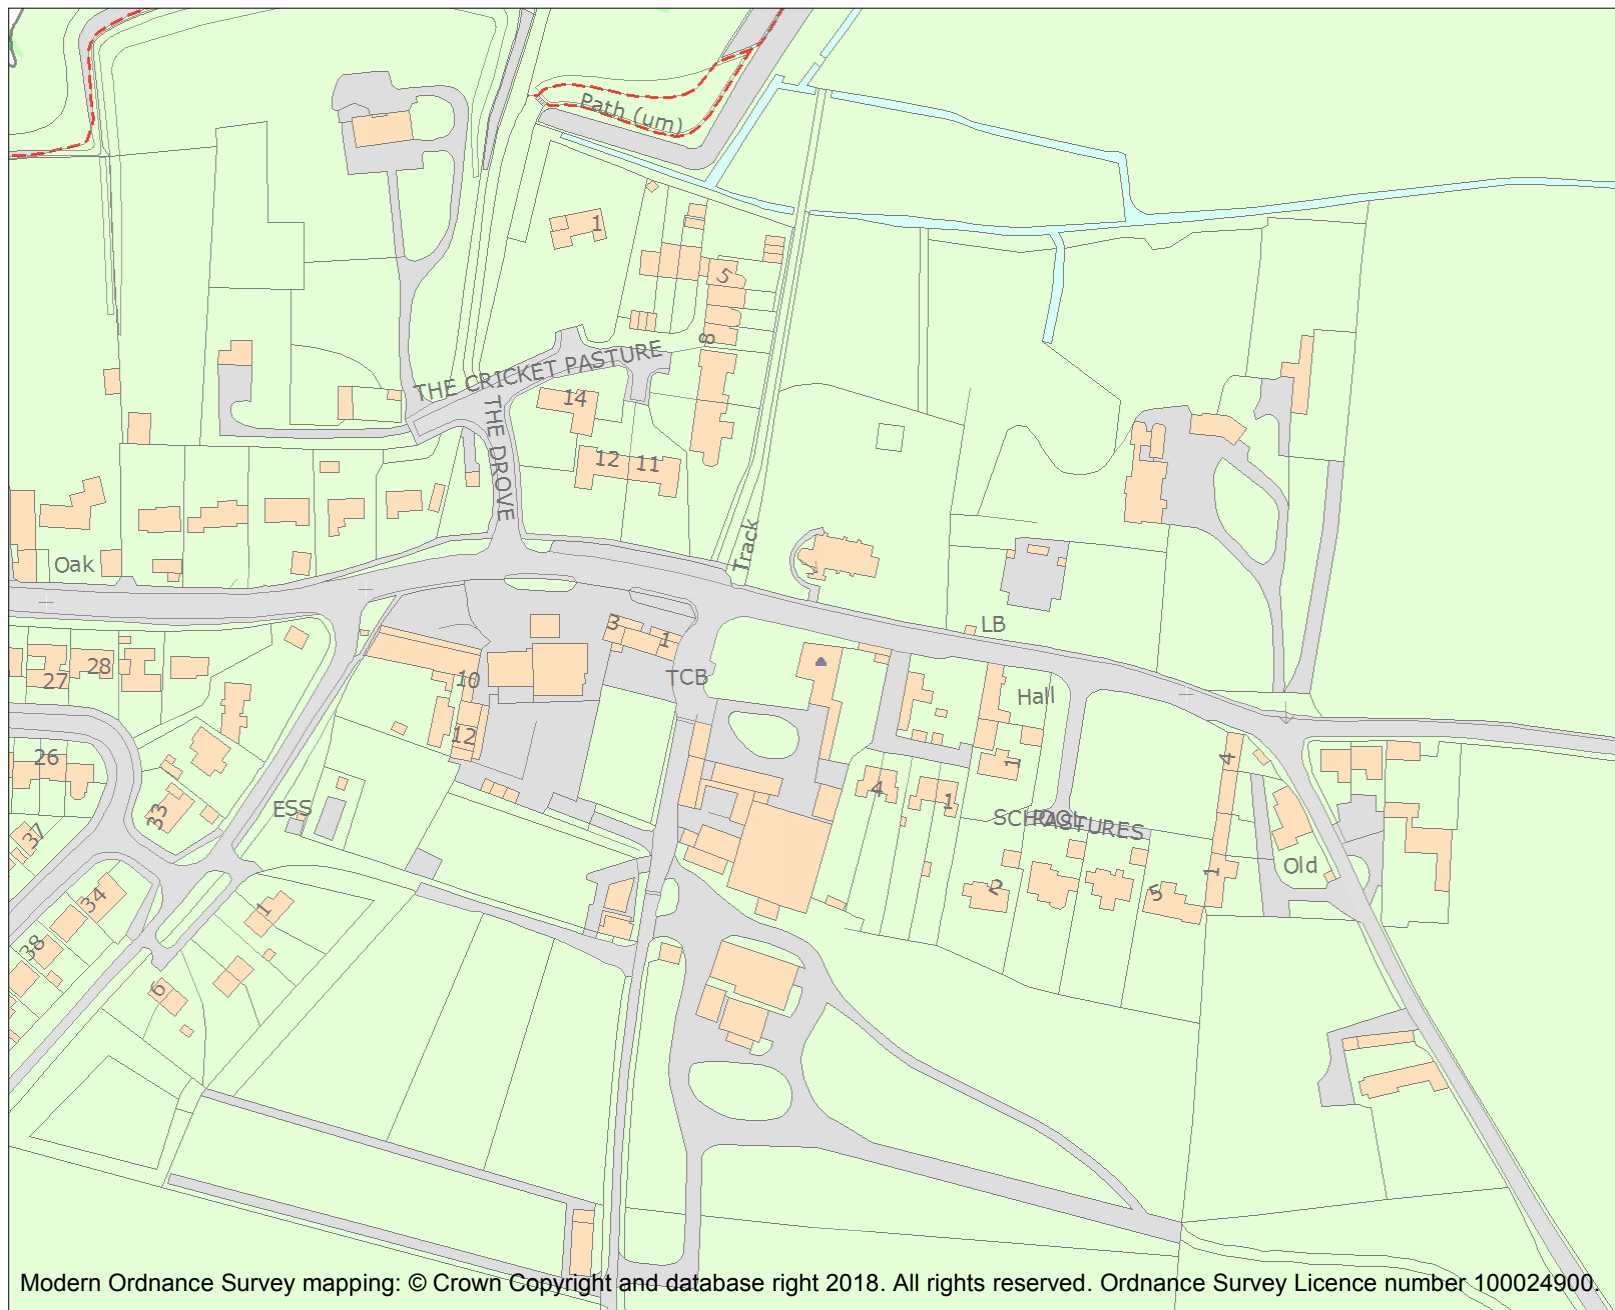 Path (um)
1
5
8
THE CRICKET PASTURE
14
THE DROVE
12
11
Track
Oak
LB
3
1
TCB
28
27
10
Hall
12
26
1
4
4
1
ESS
33
SCHOOL
PASTURES
37
Old
1
34
2
5
1
38
6
Modern Ordnance Survey mapping: © Crown Copyright and database right 2018. All rights reserved. Ordnance Survey Licence number 100024900.